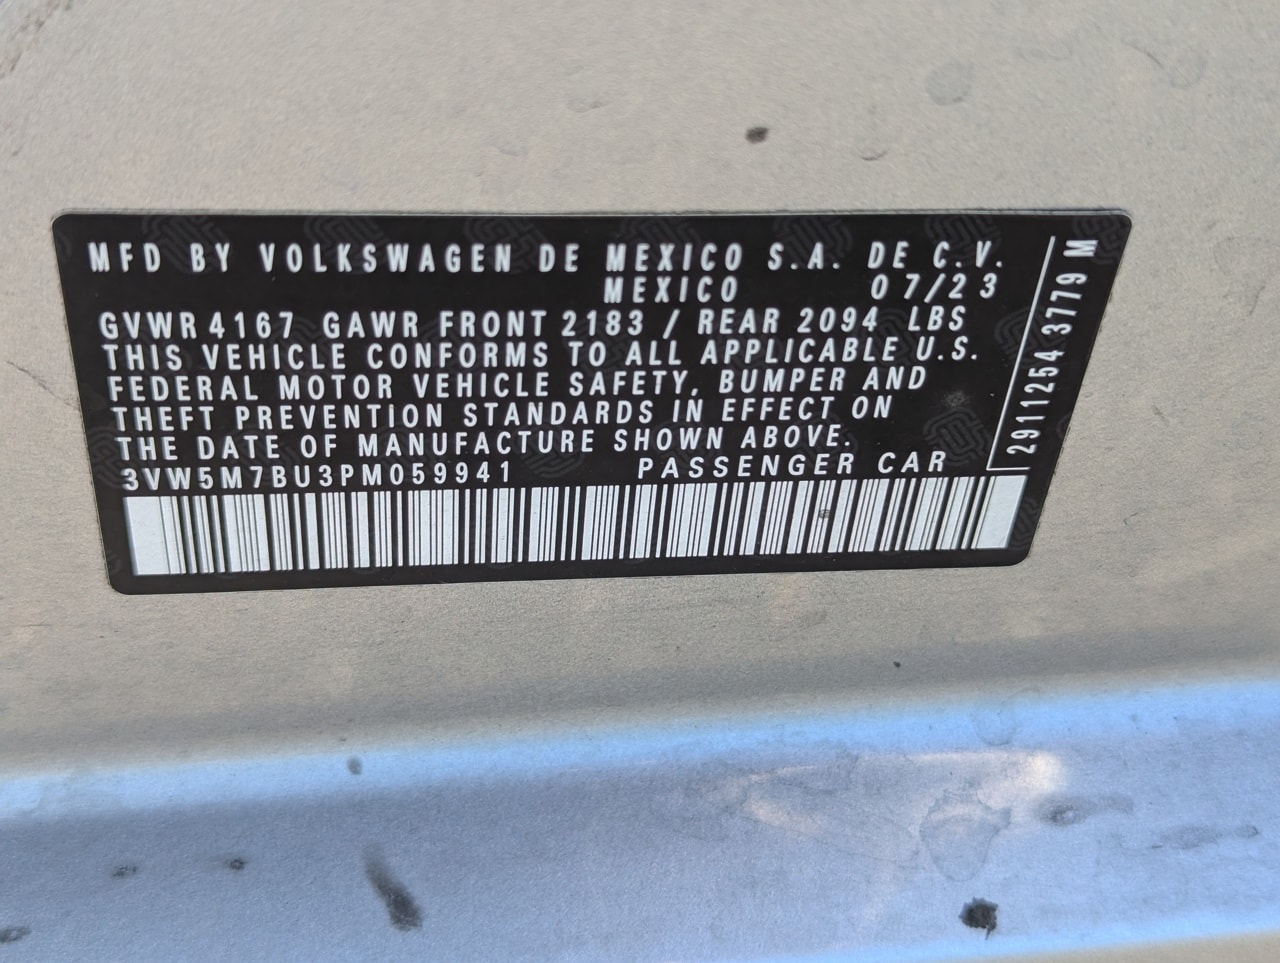 MFD BY VOLKSWAGEN DE MEXICO S.A. DE C.V.
MEXICO 07/23
GVWR 4167 GAWR FRONT 2183 / REAR 2094 LBS
THIS VEHICLE CONFORMS TO ALL APPLICABLE U.S.
FEDERAL MOTOR VEHICLE SAFETY, BUMPER AND
THEFT PREVENTION STANDARDS IN EFFECT ON
THE DATE OF MANUFACTURE SHOWN ABOVE.
3VW5M7BU3PM059941 PASSENGER CAR
2911254 3779 M